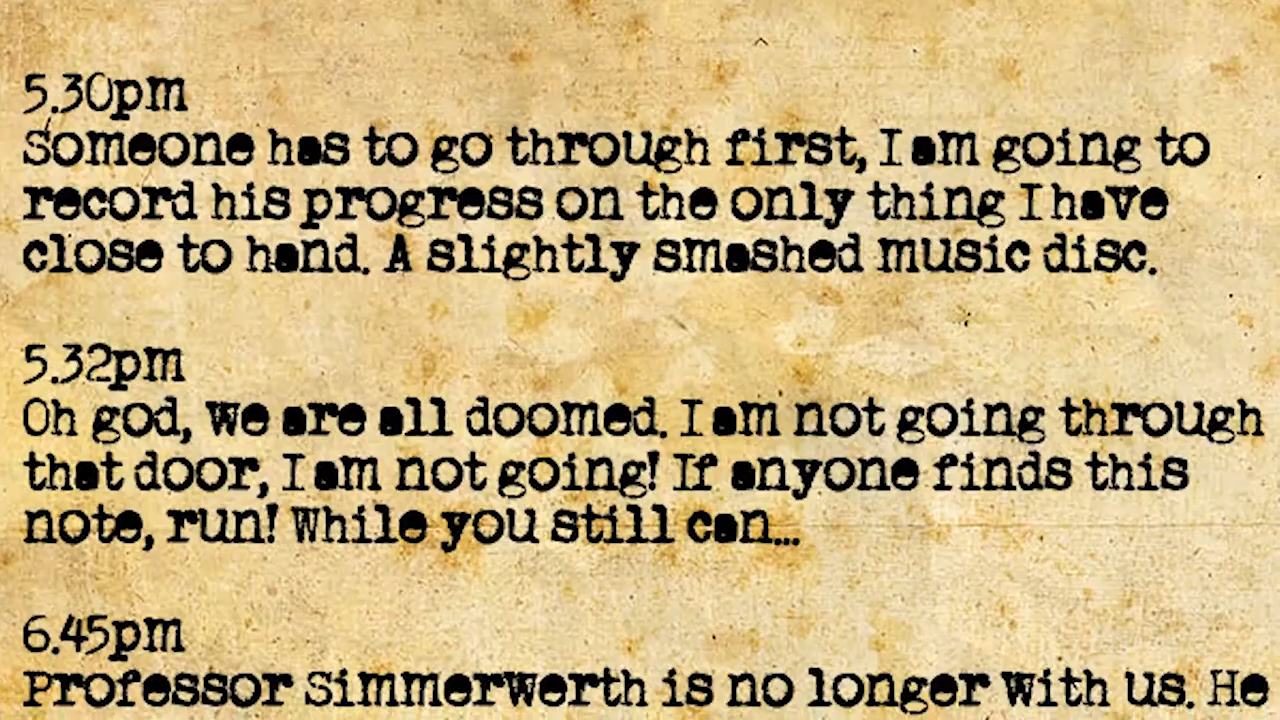 5.30pm
Someone has to go through first, I am going to
record his progress on the only thing I have
close to hand. A slightly smashed music disc.
5.32pm
Oh god, we are all doomed. I am not going through
that door, I am not going! If anyone finds this
note, run! While you still can...
6.45pm
Professor Simmerwerth is no longer with us. He